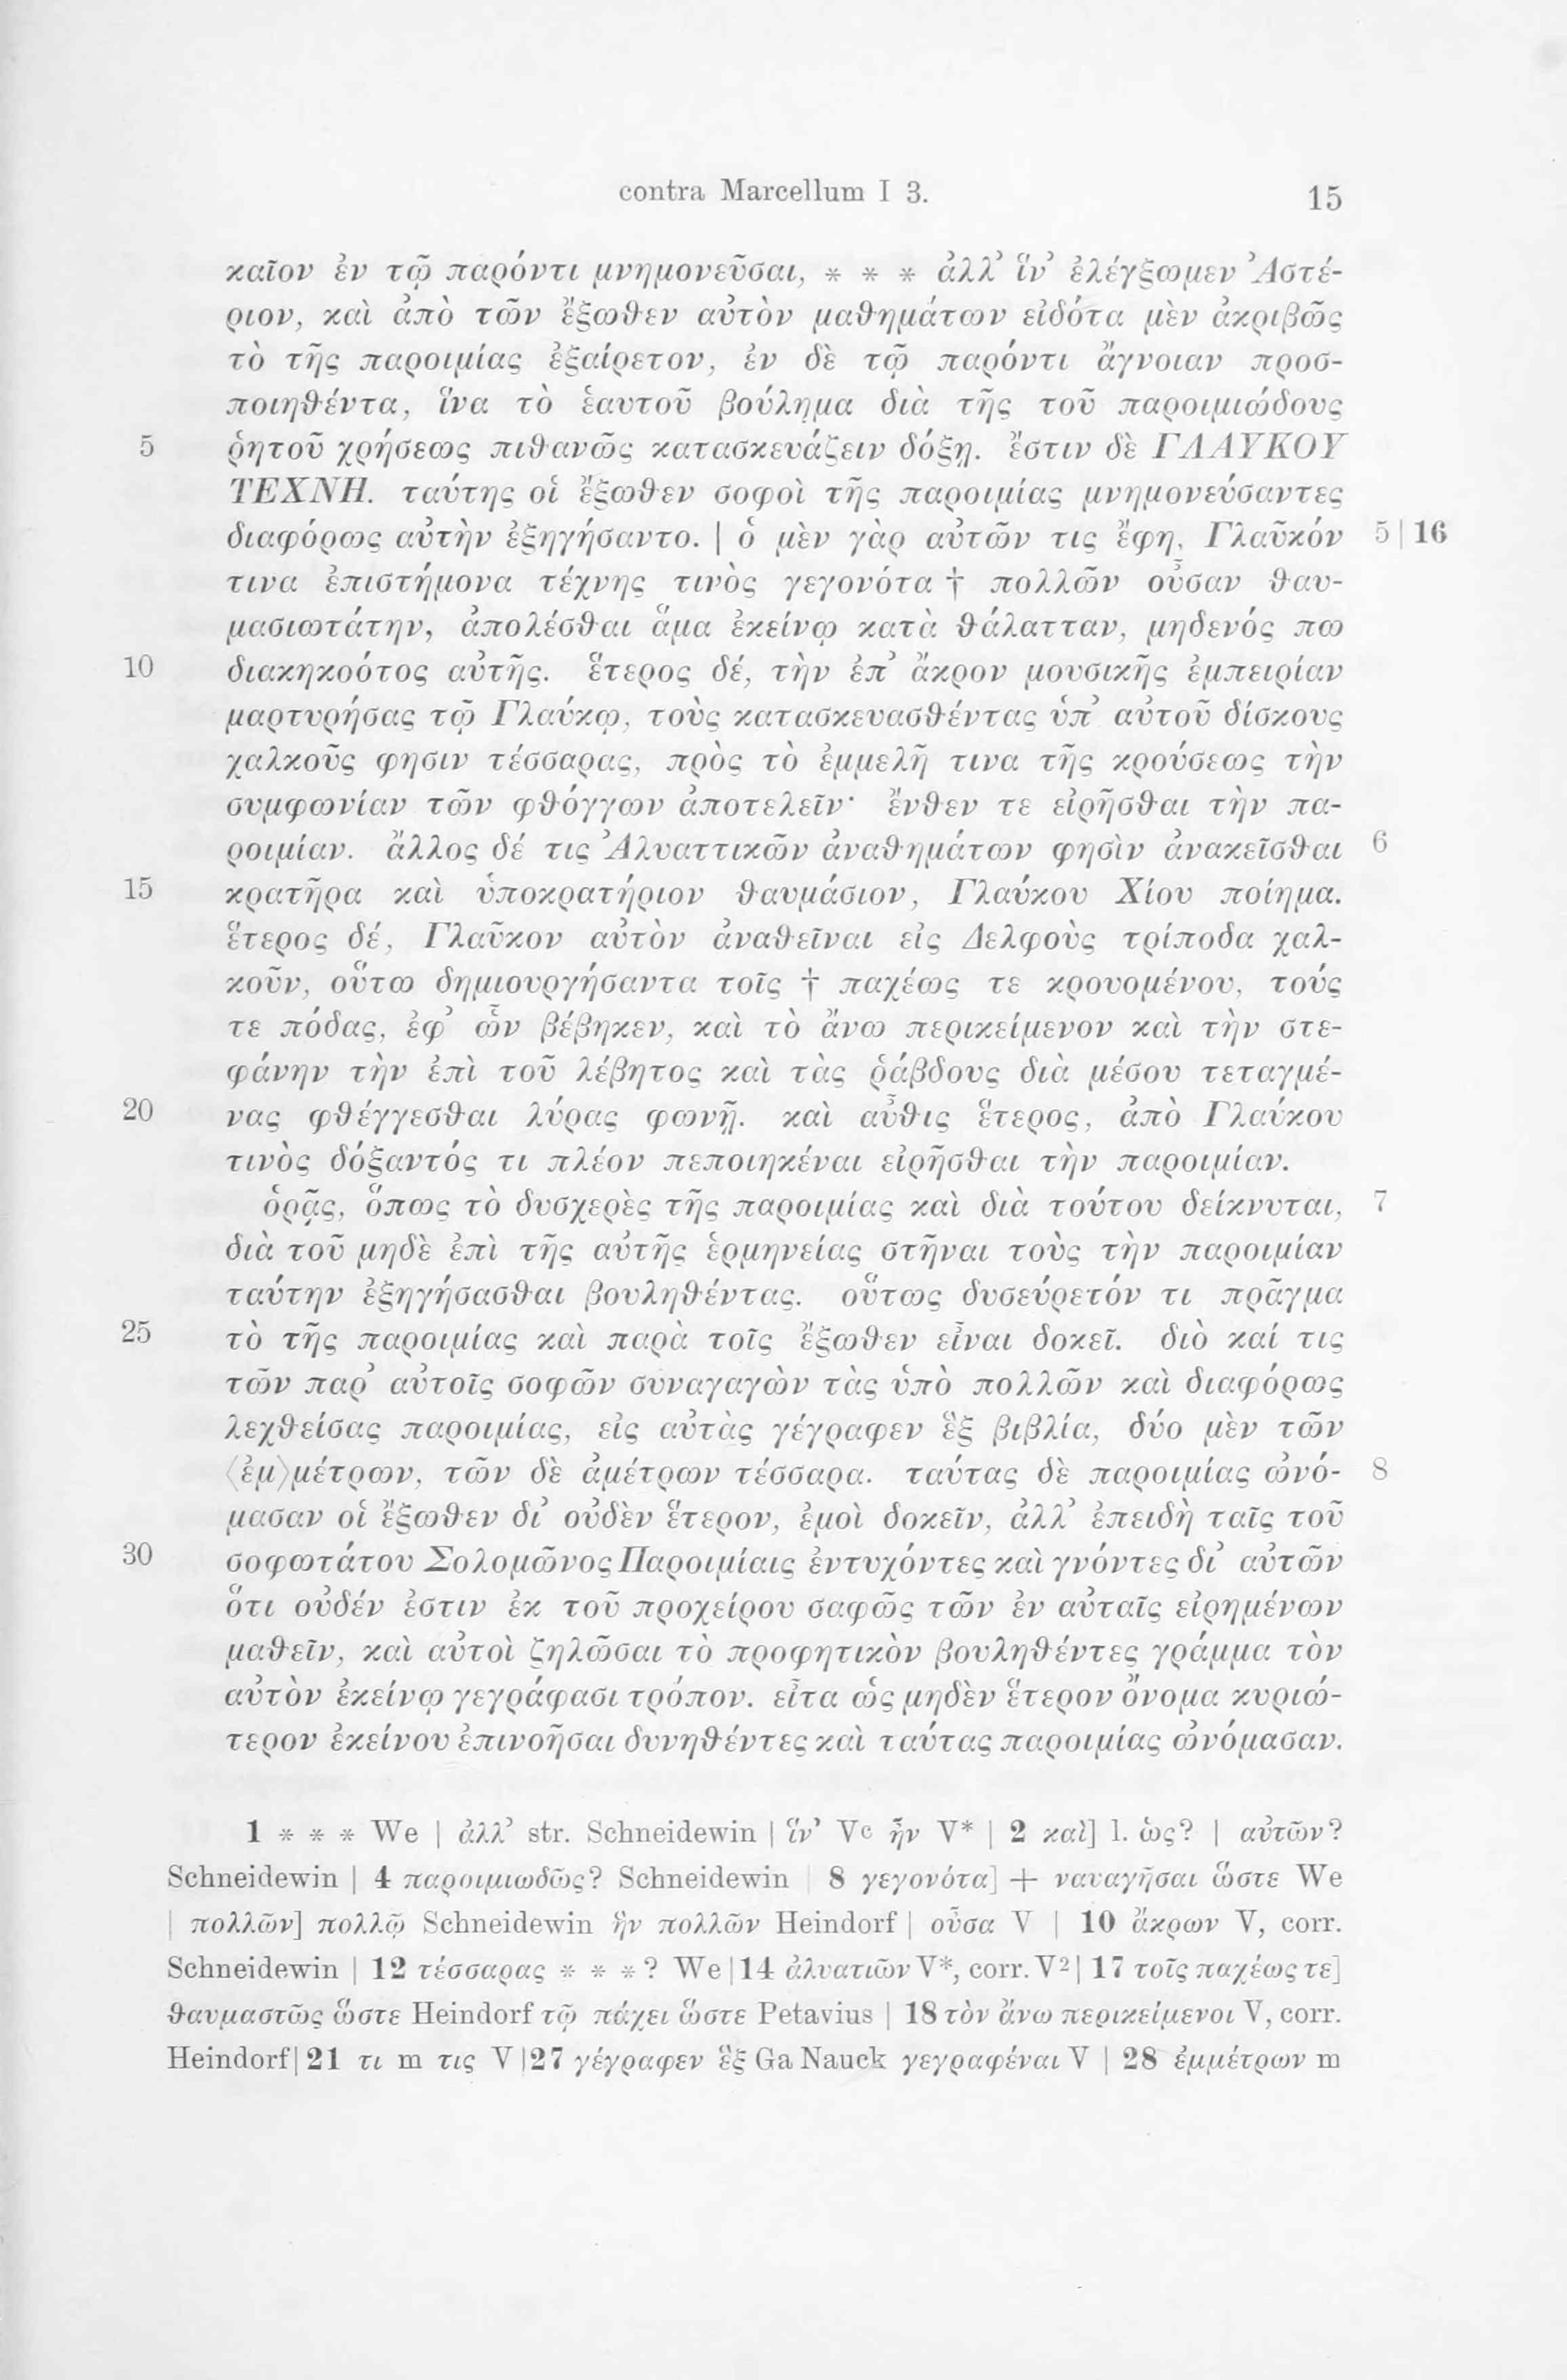 contra Marcellum I 3. 15
καῖον ἐν τῷ παρόντι μνημονεῦσαι, * * * ἀλλ’ ἵν’ ἐλέγξωμεν Ἀστέ-
ριον, καὶ ἀπὸ τῶν ἔξωθεν αὐτὸν μαθημάτων εἰδότα μὲν ἀκριβῶς
τὸ τῆς παροιμίας ἐξαίρετον, ἐν δὲ τῷ παρόντι ἄγνοιαν προσ-
ποιηθέντα, ἵνα τὸ ἑαυτοῦ βούλημα διὰ τῆς τοῦ παροιμιώδους
5 ῥητοῦ χρήσεως πιθανῶς κατασκευάζειν δόξῃ. ἔστιν δὲ ΓΛΑΥΚΟΥ
ΤΕΧΝΗ. ταύτης οἱ ἔξωθεν σοφοὶ τῆς παροιμίας μνημονεύσαντες
διαφόρως αὐτὴν ἐξηγήσαντο. | ὁ μὲν γὰρ αὐτῶν τις ἔφη, Γλαῦκόν 5 | 16
τινα ἐπιστήμονα τέχνης τινὸς γεγονότα † πολλῶν οὖσαν θαυ-
μασιωτάτην, ἀπολέσθαι ἅμα ἐκείνῳ κατὰ θάλατταν, μηδενός πω
10 διακηκοότος αὐτῆς. ἕτερος δέ, τὴν ἐπ’ ἄκρον μουσικῆς ἐμπειρίαν
μαρτυρήσας τῷ Γλαύκῳ, τοὺς κατασκευασθέντας ὑπ’ αὐτοῦ δίσκους
χαλκοῦς φησιν τέσσαρας, πρὸς τὸ ἐμμελῆ τινα τῆς κρούσεως τὴν
συμφωνίαν τῶν φθόγγων ἀποτελεῖν· ἔνθεν τε εἰρῆσθαι τὴν πα-
ροιμίαν. ἄλλος δέ τις Ἀλυαττικῶν ἀναθημάτων φησὶν ἀνακεῖσθαι 6
15 κρατῆρα καὶ ὑποκρατήριον θαυμάσιον, Γλαύκου Χίου ποίημα.
ἕτερος δέ, Γλαῦκον αὐτὸν ἀναθεῖναι εἰς Δελφοὺς τρίποδα χαλ-
κοῦν, οὕτω δημιουργήσαντα τοῖς † παχέως τε κρουομένου, τούς
τε πόδας, ἐφ’ ὧν βέβηκεν, καὶ τὸ ἄνω περικείμενον καὶ τὴν στε-
φάνην τὴν ἐπὶ τοῦ λέβητος καὶ τὰς ῥάβδους διὰ μέσου τεταγμέ-
20 νας φθέγγεσθαι λύρας φωνῇ. καὶ αὖθις ἕτερος, ἀπὸ Γλαύκου
τινὸς δόξαντός τι πλέον πεποιηκέναι εἰρῆσθαι τὴν παροιμίαν.
ὁρᾷς, ὅπως τὸ δυσχερὲς τῆς παροιμίας καὶ διὰ τούτου δείκνυται, 7
διὰ τοῦ μηδὲ ἐπὶ τῆς αὐτῆς ἑρμηνείας στῆναι τοὺς τὴν παροιμίαν
ταύτην ἐξηγήσασθαι βουληθέντας. οὕτως δυσεύρετόν τι πρᾶγμα
25 τὸ τῆς παροιμίας καὶ παρὰ τοῖς ἔξωθεν εἶναι δοκεῖ. διὸ καί τις
τῶν παρ’ αὐτοῖς σοφῶν συναγαγὼν τὰς ὑπὸ πολλῶν καὶ διαφόρως
λεχθείσας παροιμίας, εἰς αὐτὰς γέγραφεν ἓξ βιβλία, δύο μὲν τῶν
⟨ἐμ⟩μέτρων, τῶν δὲ ἀμέτρων τέσσαρα. ταύτας δὲ παροιμίας ὠνό- 8
μασαν οἱ ἔξωθεν δι’ οὐδὲν ἕτερον, ἐμοὶ δοκεῖν, ἀλλ’ ἐπειδὴ ταῖς τοῦ
30 σοφωτάτου Σολομῶνος Παροιμίαις ἐντυχόντες καὶ γνόντες δι’ αὐτῶν
ὅτι οὐδέν ἐστιν ἐκ τοῦ προχείρου σαφῶς τῶν ἐν αὐταῖς εἰρημένων
μαθεῖν, καὶ αὐτοὶ ζηλῶσαι τὸ προφητικὸν βουληθέντες γράμμα τὸν
αὐτὸν ἐκείνῳ γεγράφασι τρόπον. εἶτα ὡς μηδὲν ἕτερον ὄνομα κυριώ-
τερον ἐκείνου ἐπινοῆσαι δυνηθέντες καὶ ταύτας παροιμίας ὠνόμασαν.
1 * * * We | ἀλλ’ str. Schneidewin | ἵν’ Vc ἦν V* | 2 καὶ] l. ὡς? | αὐτῶν?
Schneidewin | 4 παροιμιωδῶς? Schneidewin | 8 γεγονότα] + ναυαγῆσαι ὥστε We
| πολλῶν] πολλῷ Schneidewin ἣν πολλῶν Heindorf | οὖσα V | 10 ἄκρων V, corr.
Schneidewin | 12 τέσσαρας * * *? We | 14 ἀλυατιῶν V*, corr. V2 | 17 τοῖς παχέως τε]
θαυμαστῶς ὥστε Heindorf τῷ πάχει ὥστε Petavius | 18 τὸν ἄνω περικείμενοι V, corr.
Heindorf | 21 τι m τις V | 27 γέγραφεν ἓξ Ga Nauck γεγραφέναι V | 28 ἐμμέτρων m